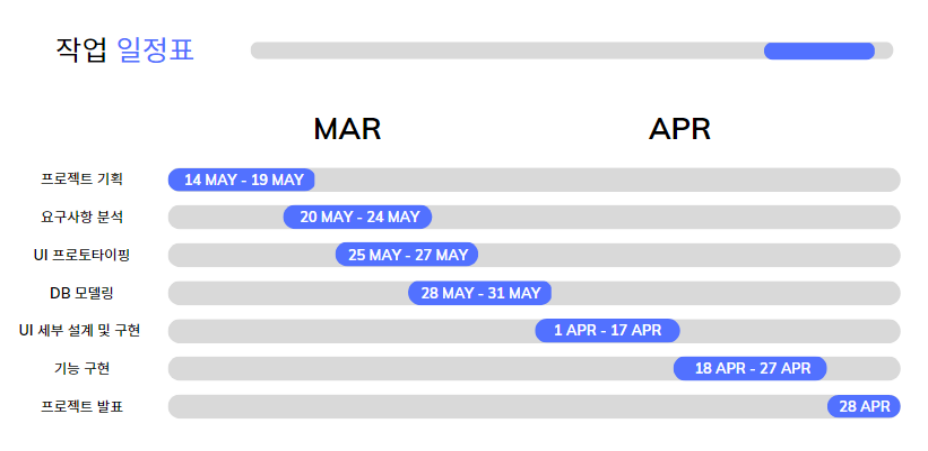 작업 일정표
MAR APR
프로젝트 기획 14 MAY - 19 MAY
요구사항 분석 20 MAY - 24 MAY
UI 프로토타이핑 25 MAY - 27 MAY
DB 모델링 28 MAY - 31 MAY
UI 세부 설계 및 구현 1 APR - 17 APR
기능 구현 18 APR - 27 APR
프로젝트 발표 28 APR